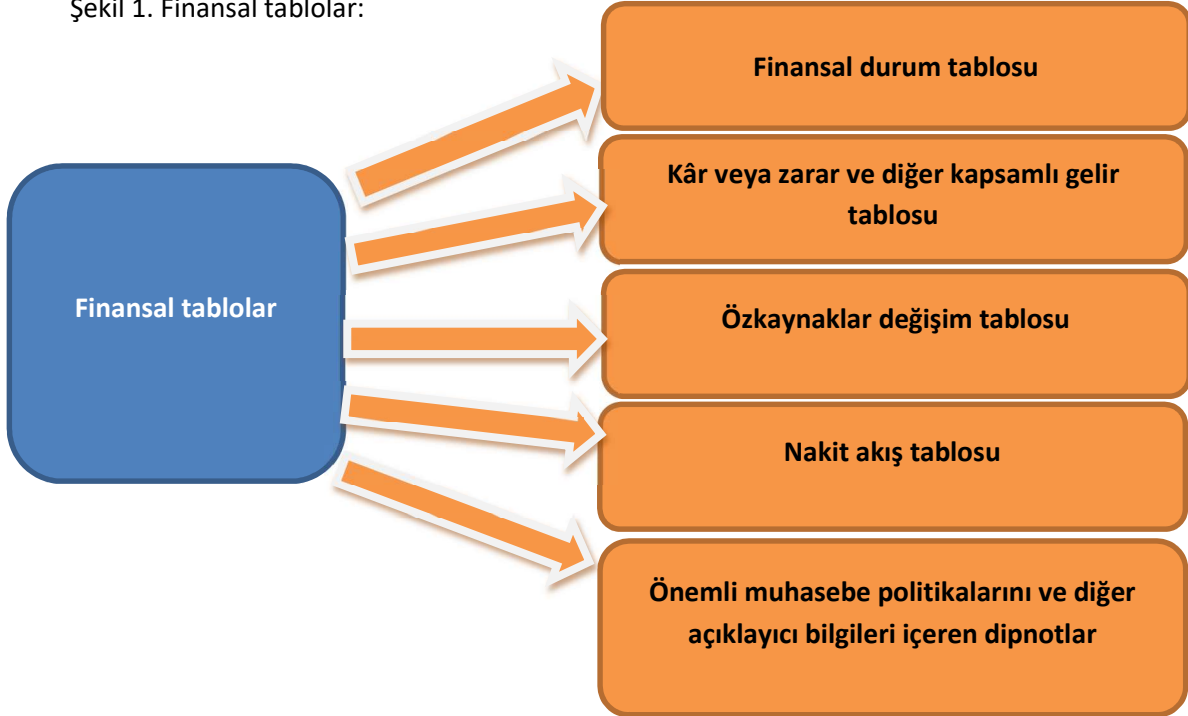 Şekil 1. Finansal tablolar:
Finansal tablolar
Finansal durum tablosu
Kâr veya zarar ve diğer kapsamlı gelir
tablosu
Özkaynaklar değişim tablosu
Nakit akış tablosu
Önemli muhasebe politikalarını ve diğer
açıklayıcı bilgileri içeren dipnotlar